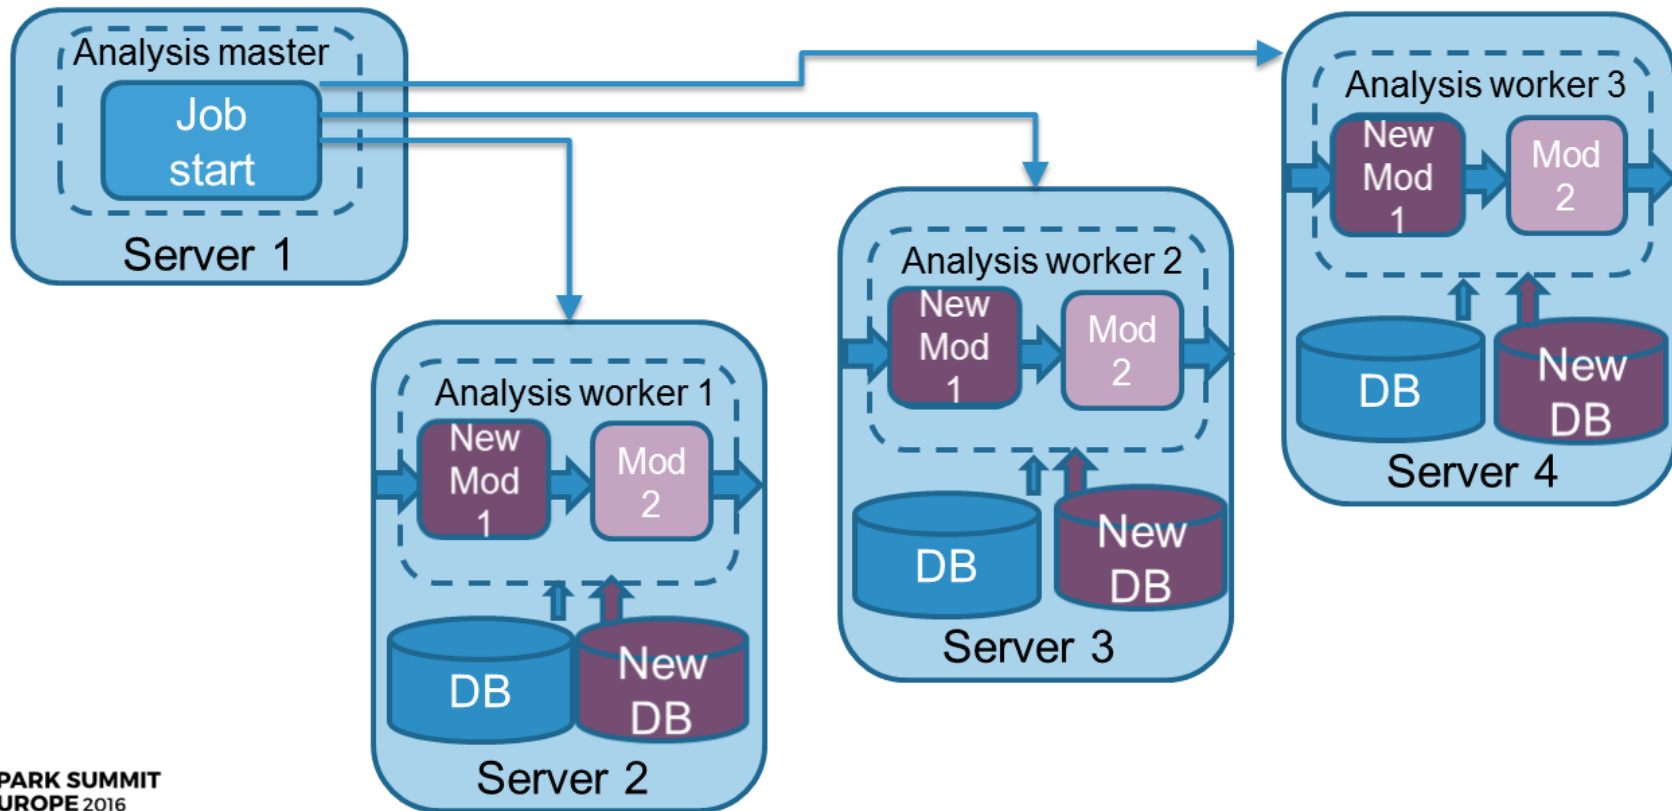 Analysis master
Job
start
Server 1
Analysis worker 1
New
Mod
1
Mod
2
DB
New
DB
Server 2
Analysis worker 2
New
Mod
1
Mod
2
DB
New
DB
Server 3
Analysis worker 3
New
Mod
1
Mod
2
DB
New
DB
Server 4
PARK SUMMIT
UROPE 2016